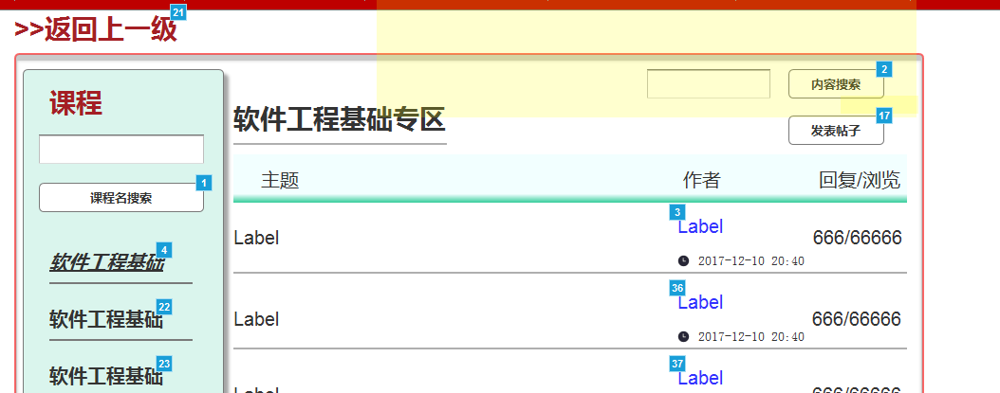 >>返回上一级
21
课程
2
内容搜索
软件工程基础专区
17
发表帖子
1
课程名搜索
主题 作者 回复/浏览
4
软件工程基础
3
Label
Label
666/66666
2017-12-10 20:40
22
软件工程基础
36
Label
Label
666/66666
2017-12-10 20:40
23
软件工程基础
37
Label
Label
666/66666